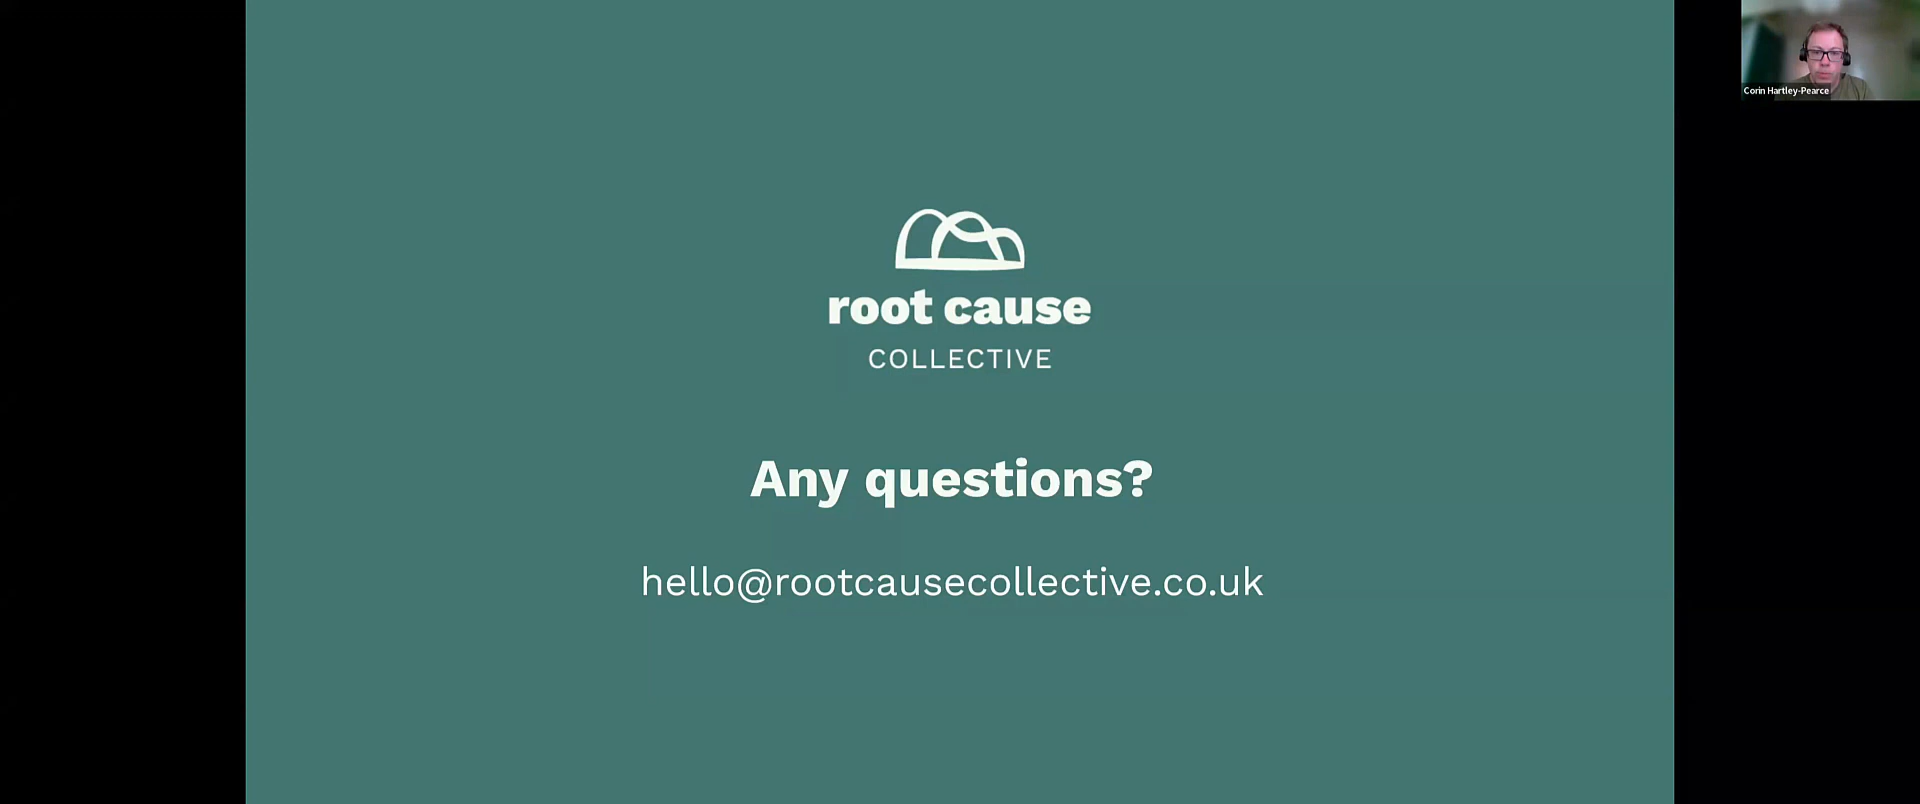 Corin Hartley-Pearce
root cause
COLLECTIVE
Any questions?
hello@rootcausecollective.co.uk